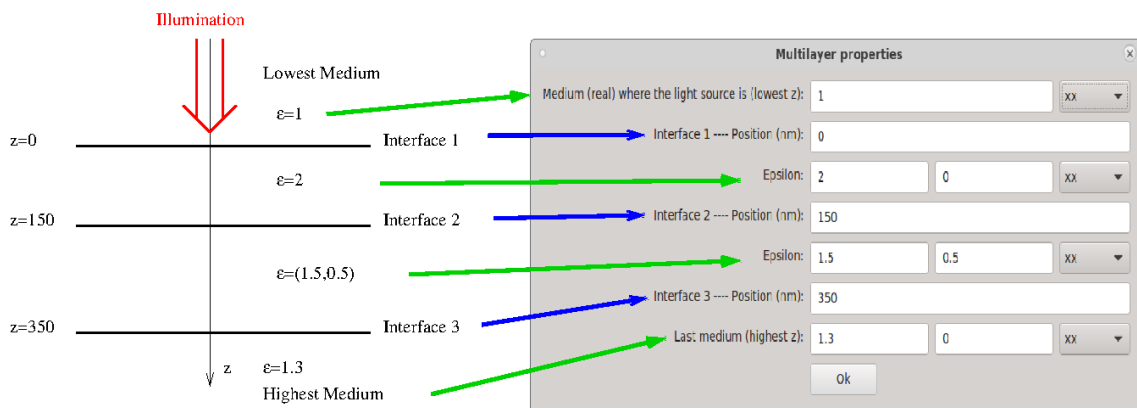 Illumination
Lowest Medium
ε=1
z=0
Interface 1
ε=2
z=150
Interface 2
ε=(1.5,0.5)
z=350
Interface 3
z
ε=1.3
Highest Medium
Multilayer properties
Medium (real) where the light source is (lowest z): 1 xx
Interface 1 ---- Position (nm): 0
Epsilon: 2 0 xx
Interface 2 ---- Position (nm): 150
Epsilon: 1.5 0.5 xx
Interface 3 ---- Position (nm): 350
Last medium (highest z): 1.3 0 xx
Ok